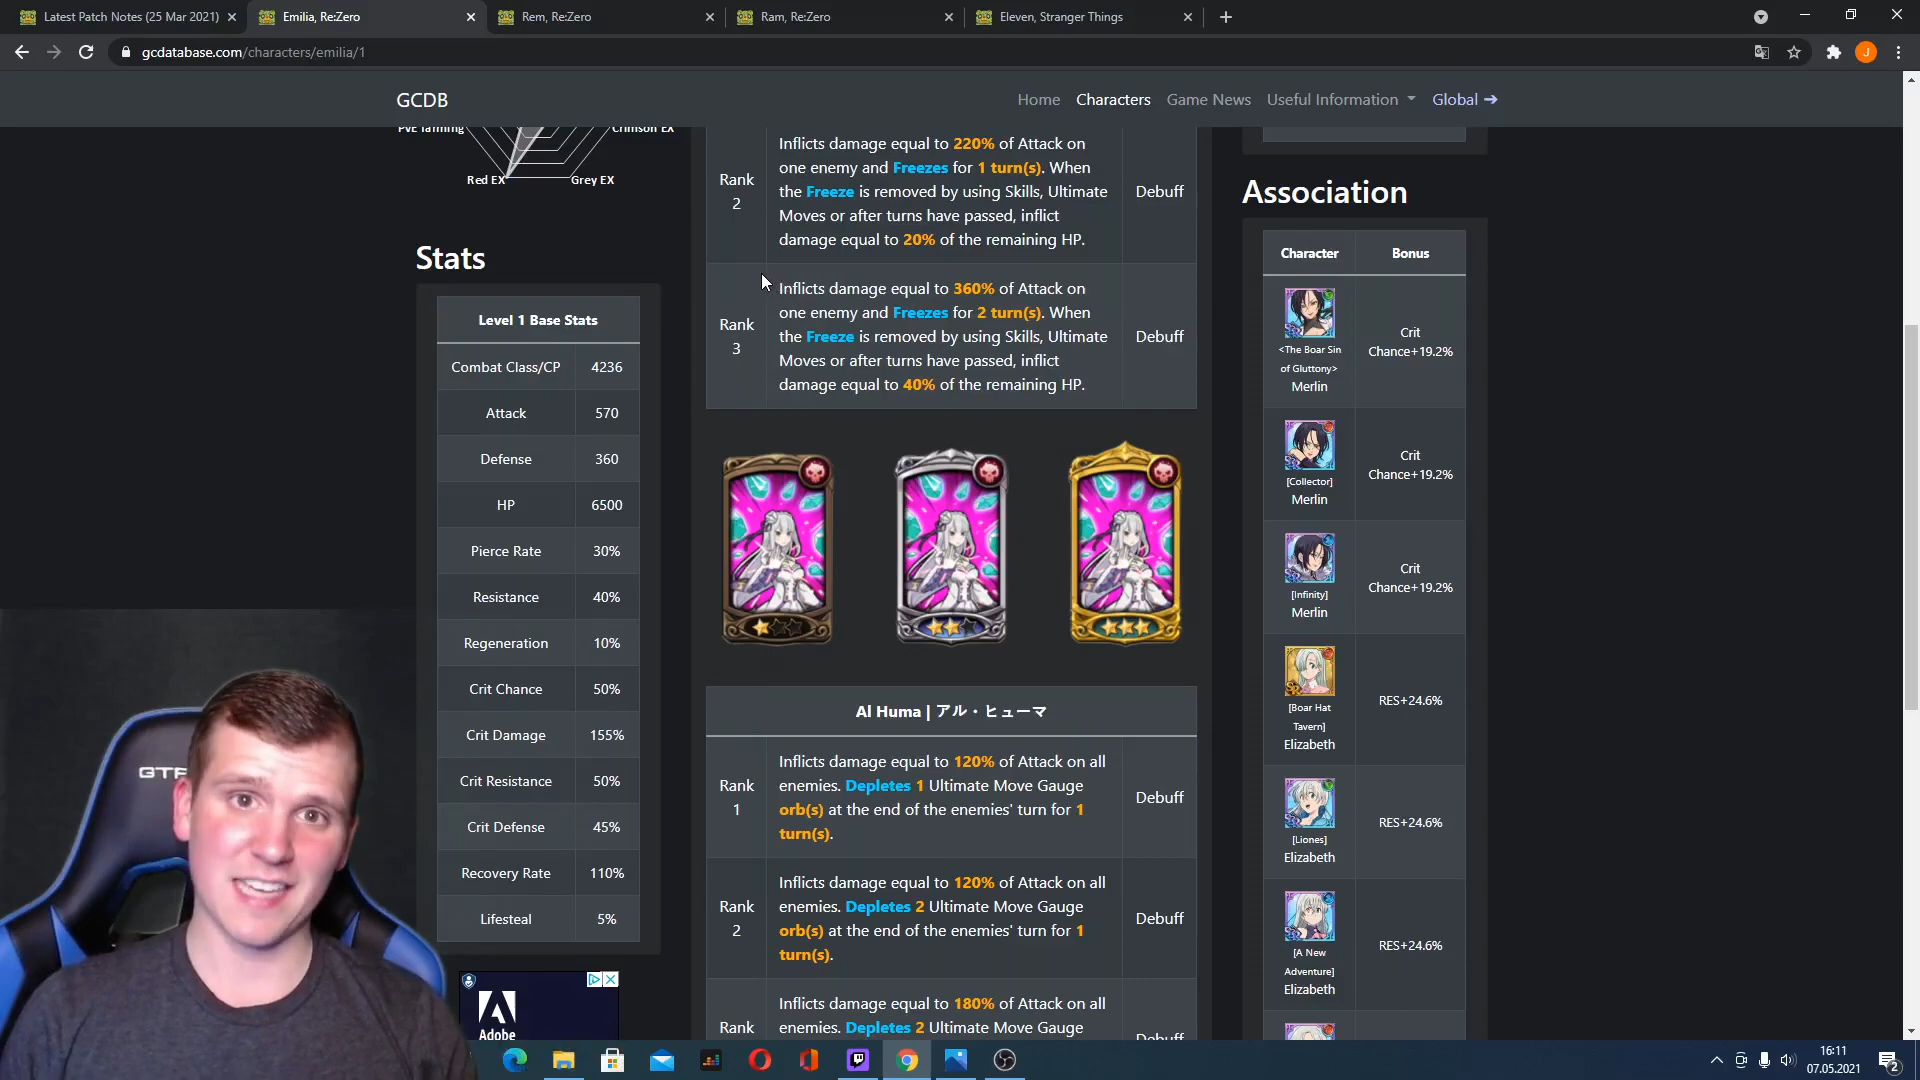 Latest Patch Notes (25 Mar 2021)
Emilia, Re:Zero
Rem, Re:Zero
Ram, Re:Zero
Eleven, Stranger Things
gcdatabase.com/characters/emilia/1
J
GCDB
Home
Characters
Game News
Useful Information
Global
PvE farming
Crimson EX
Red EX
Grey EX
Stats
Level 1 Base Stats
Combat Class/CP 4236
Attack 570
Defense 360
HP 6500
Pierce Rate 30%
Resistance 40%
Regeneration 10%
Crit Chance 50%
Crit Damage 155%
Crit Resistance 50%
Crit Defense 45%
Recovery Rate 110%
Lifesteal 5%
Adobe
GTR
Rank
2
Inflicts damage equal to 220% of Attack on
one enemy and Freezes for 1 turn(s). When
the Freeze is removed by using Skills, Ultimate
Moves or after turns have passed, inflict
damage equal to 20% of the remaining HP.
Debuff
Rank
3
Inflicts damage equal to 360% of Attack on
one enemy and Freezes for 2 turn(s). When
the Freeze is removed by using Skills, Ultimate
Moves or after turns have passed, inflict
damage equal to 40% of the remaining HP.
Debuff
Al Huma | アル・ヒューマ
Rank
1
Inflicts damage equal to 120% of Attack on all
enemies. Depletes 1 Ultimate Move Gauge
orb(s) at the end of the enemies' turn for 1
turn(s).
Debuff
Rank
2
Inflicts damage equal to 120% of Attack on all
enemies. Depletes 2 Ultimate Move Gauge
orb(s) at the end of the enemies' turn for 1
turn(s).
Debuff
Rank
Inflicts damage equal to 180% of Attack on all
enemies. Depletes 2 Ultimate Move Gauge
Debuff
Association
Character
Bonus
<The Boar Sin
of Gluttony>
Merlin
Crit
Chance+19.2%
[Collector]
Merlin
Crit
Chance+19.2%
[Infinity]
Merlin
Crit
Chance+19.2%
SR
[Boar Hat
Tavern]
Elizabeth
RES+24.6%
[Liones]
Elizabeth
RES+24.6%
[A New
Adventure]
Elizabeth
RES+24.6%
16:11
07.05.2021
2